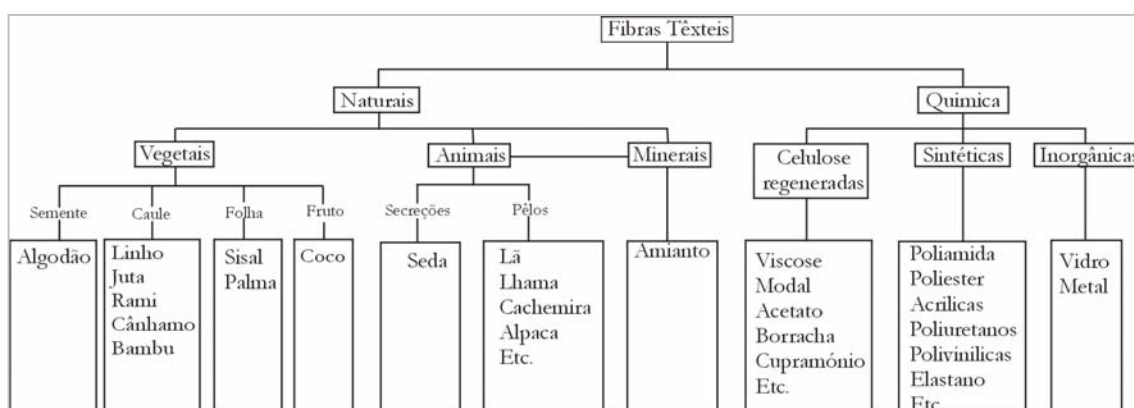 Fibras Têxteis
Naturais
Quimica
Vegetais
Animais
Minerais
Celulose
regeneradas
Sintéticas
Inorgânicas
Semente
Caule
Folha
Fruto
Secreções
Pêlos
Algodão
Linho
Juta
Rami
Cânhamo
Bambu
Sisal
Palma
Coco
Seda
Lã
Lhama
Cachemira
Alpaca
Etc.
Amianto
Viscose
Modal
Acetato
Borracha
Cupramónio
Etc.
Poliamida
Poliester
Acrilicas
Poliuretanos
Polivinilicas
Elastano
Etc
Vidro
Metal